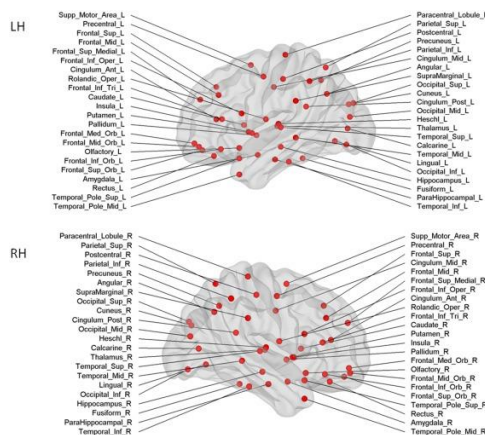 LH
Supp_Motor_Area_L
Precentral_L
Frontal_Sup_L
Frontal_Mid_L
Frontal_Sup_Medial_L
Frontal_Inf_Oper_L
Cingulum_Ant_L
Rolandic_Oper_L
Frontal_Inf_Tri_L
Caudate_L
Insula_L
Putamen_L
Pallidum_L
Frontal_Med_Orb_L
Frontal_Mid_Orb_L
Olfactory_L
Frontal_Inf_Orb_L
Frontal_Sup_Orb_L
Amygdala_L
Rectus_L
Temporal_Pole_Sup_L
Temporal_Pole_Mid_L
Paracentral_Lobule_L
Parietal_Sup_L
Postcentral_L
Precuneus_L
Parietal_Inf_L
Cingulum_Mid_L
Angular_L
SupraMarginal_L
Occipital_Sup_L
Cuneus_L
Cingulum_Post_L
Occipital_Mid_L
Heschl_L
Thalamus_L
Temporal_Sup_L
Calcarine_L
Temporal_Mid_L
Lingual_L
Occipital_Inf_L
Hippocampus_L
Fusiform_L
ParaHippocampal_L
Temporal_Inf_L
RH
Paracentral_Lobule_R
Parietal_Sup_R
Postcentral_R
Parietal_Inf_R
Precuneus_R
Angular_R
SupraMarginal_R
Occipital_Sup_R
Cuneus_R
Cingulum_Post_R
Occipital_Mid_R
Heschl_R
Calcarine_R
Thalamus_R
Temporal_Sup_R
Temporal_Mid_R
Lingual_R
Occipital_Inf_R
Hippocampus_R
Fusiform_R
ParaHippocampal_R
Temporal_Inf_R
Supp_Motor_Area_R
Precentral_R
Frontal_Sup_R
Cingulum_Mid_R
Frontal_Mid_R
Frontal_Sup_Medial_R
Frontal_Inf_Oper_R
Cingulum_Ant_R
Rolandic_Oper_R
Frontal_Inf_Tri_R
Caudate_R
Putamen_R
Insula_R
Pallidum_R
Frontal_Med_Orb_R
Olfactory_R
Frontal_Mid_Orb_R
Frontal_Inf_Orb_R
Frontal_Sup_Orb_R
Temporal_Pole_Sup_R
Rectus_R
Amygdala_R
Temporal_Pole_Mid_R